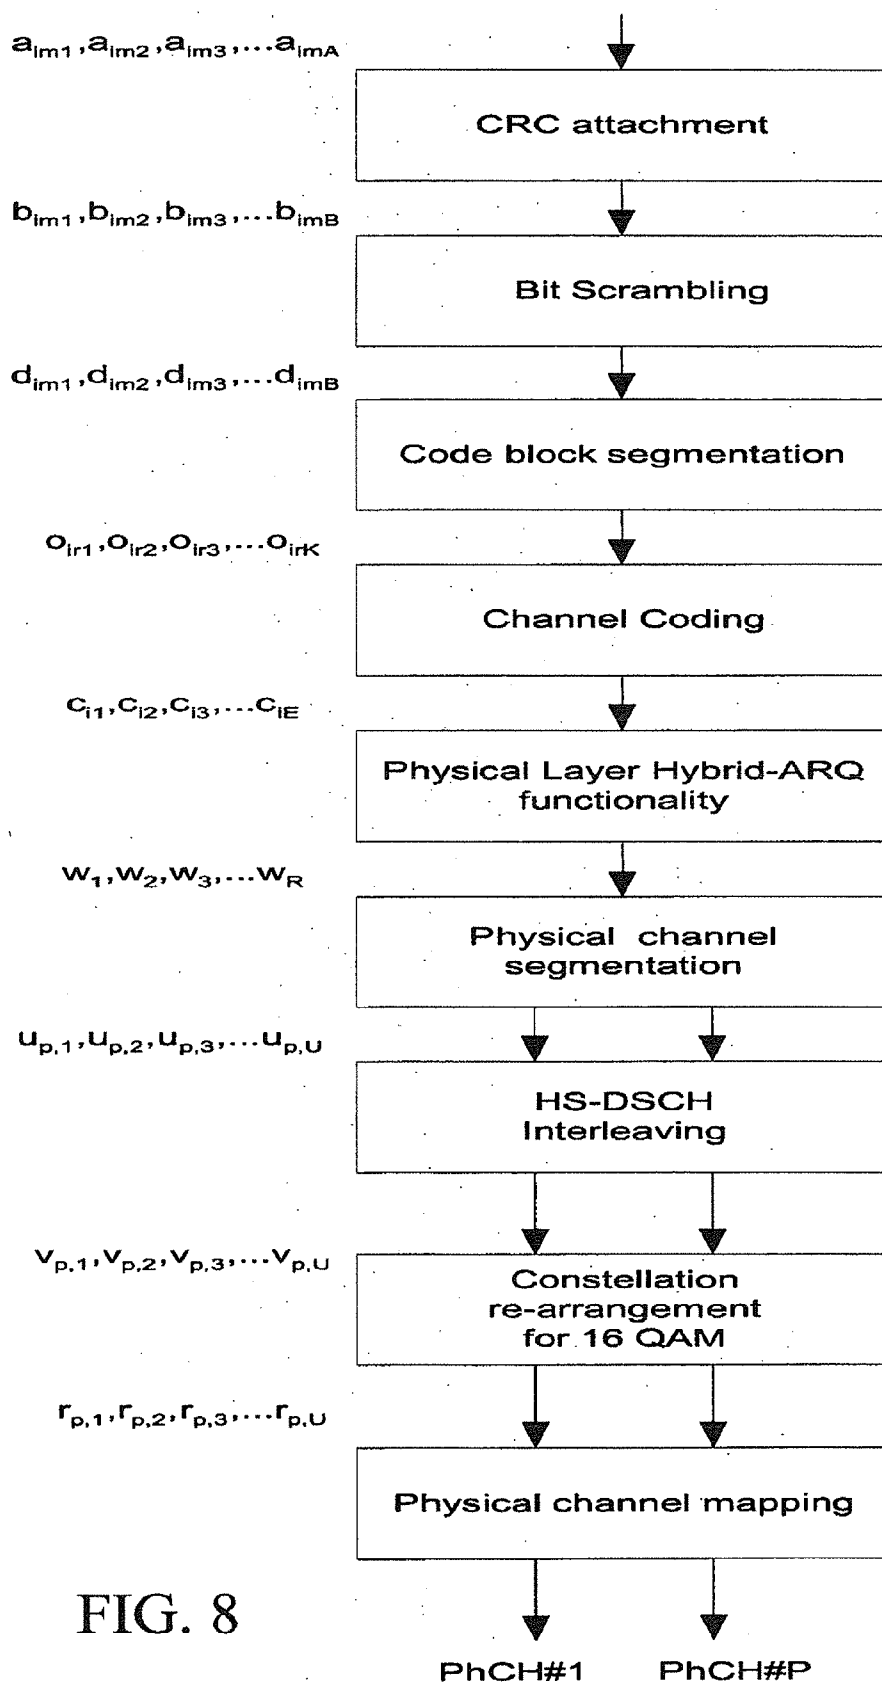 a_im1,a_im2,a_im3,...a_imA
CRC attachment
b_im1,b_im2,b_im3,...b_imB
Bit Scrambling
d_im1,d_im2,d_im3,...d_imB
Code block segmentation
o_ir1,o_ir2,o_ir3,...o_irK
Channel Coding
c_i1,c_i2,c_i3,...c_iE
Physical Layer Hybrid-ARQ
functionality
w_1,w_2,w_3,...w_R
Physical channel
segmentation
u_p,1,u_p,2,u_p,3,...u_p,U
HS-DSCH
Interleaving
v_p,1,v_p,2,v_p,3,...v_p,U
Constellation
re-arrangement
for 16 QAM
r_p,1,r_p,2,r_p,3,...r_p,U
Physical channel mapping
FIG. 8
PhCH#1 PhCH#P